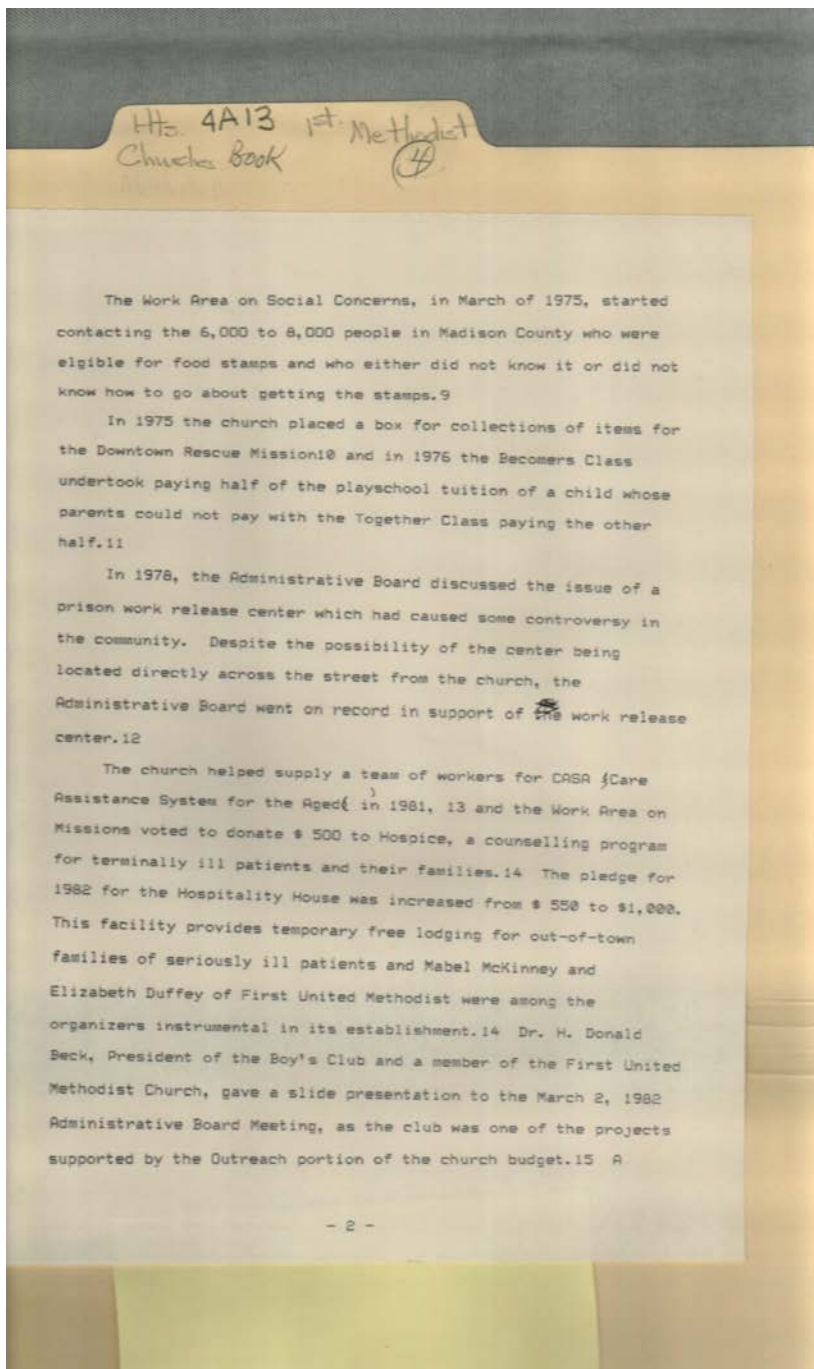 Hts. 4A13 1st. Methodist
Churches Book 4
The Work Area on Social Concerns, in March of 1975, started
contacting the 6,000 to 8,000 people in Madison County who were
elgible for food stamps and who either did not know it or did not
know how to go about getting the stamps.9
In 1975 the church placed a box for collections of items for
the Downtown Rescue Mission10 and in 1976 the Becomers Class
undertook paying half of the playschool tuition of a child whose
parents could not pay with the Together Class paying the other
half.11
In 1978, the Administrative Board discussed the issue of a
prison work release center which had caused some controversy in
the community. Despite the possibility of the center being
located directly across the street from the church, the
Administrative Board went on record in support of the work release
center.12
The church helped supply a team of workers for CASA (Care
Assistance System for the Aged) in 1981, 13 and the Work Area on
Missions voted to donate $ 500 to Hospice, a counselling program
for terminally ill patients and their families.14 The pledge for
1982 for the Hospitality House was increased from $ 550 to $1,000.
This facility provides temporary free lodging for out-of-town
families of seriously ill patients and Mabel McKinney and
Elizabeth Duffey of First United Methodist were among the
organizers instrumental in its establishment.14 Dr. H. Donald
Beck, President of the Boy's Club and a member of the First United
Methodist Church, gave a slide presentation to the March 2, 1982
Administrative Board Meeting, as the club was one of the projects
supported by the Outreach portion of the church budget.15 A
- 2 -